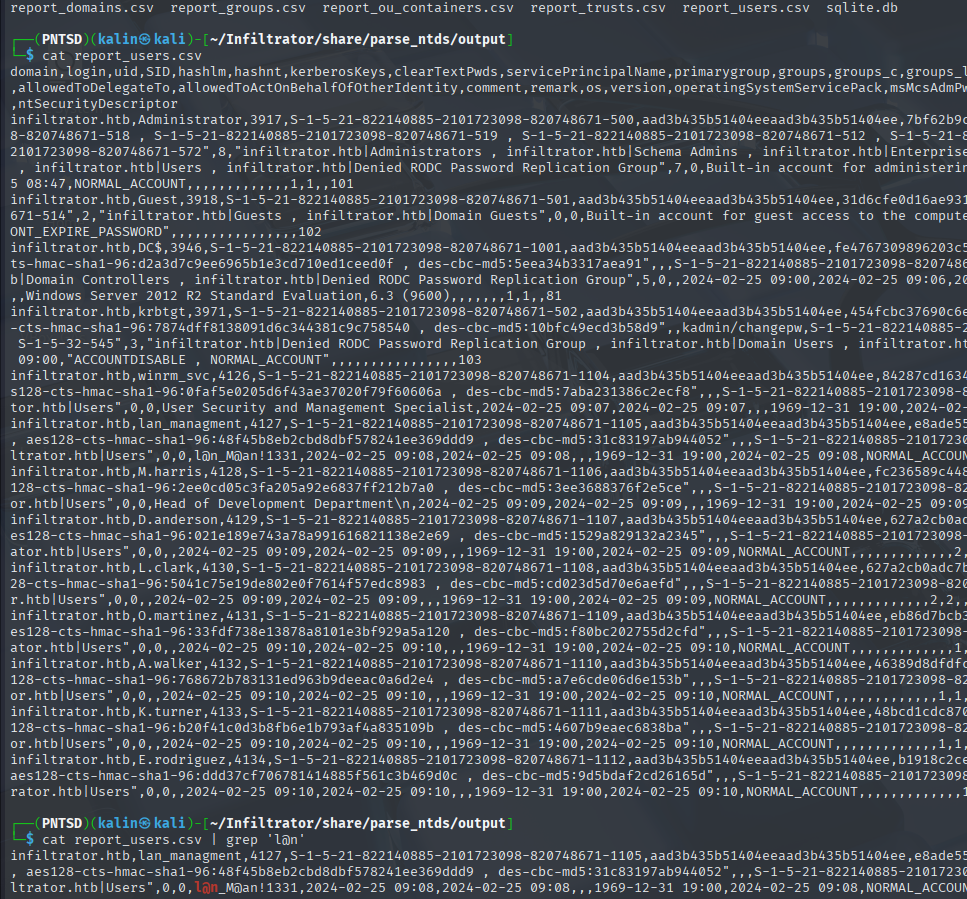 report_domains.csv  report_groups.csv  report_ou_containers.csv  report_trusts.csv  report_users.csv  sqlite.db
┌──(PNTSD)(kalin㉿kali)-[~/Infiltrator/share/parse_ntds/output]
└─$ cat report_users.csv
domain,login,uid,SID,hashlm,hashnt,kerberosKeys,clearTextPwds,servicePrincipalName,primarygroup,groups,groups_c,groups_l
,allowedToDelegateTo,allowedToActOnBehalfOfOtherIdentity,comment,remark,os,version,operatingSystemServicePack,msMcsAdmPw
,ntSecurityDescriptor
infiltrator.htb,Administrator,3917,S-1-5-21-822140885-2101723098-820748671-500,aad3b435b51404eeaad3b435b51404ee,7bf62b9c
8-820748671-518 , S-1-5-21-822140885-2101723098-820748671-519 , S-1-5-21-822140885-2101723098-820748671-512 , S-1-5-21-8
2101723098-820748671-572",8,"infiltrator.htb|Administrators , infiltrator.htb|Schema Admins , infiltrator.htb|Enterprise
, infiltrator.htb|Users , infiltrator.htb|Denied RODC Password Replication Group",7,0,Built-in account for administerin
5 08:47,NORMAL_ACCOUNT,,,,,,,,,,,,,1,1,,101
infiltrator.htb,Guest,3918,S-1-5-21-822140885-2101723098-820748671-501,aad3b435b51404eeaad3b435b51404ee,31d6cfe0d16ae931
671-514",2,"infiltrator.htb|Guests , infiltrator.htb|Domain Guests",0,0,Built-in account for guest access to the compute
ONT_EXPIRE_PASSWORD",,,,,,,,,,,,,,,,102
infiltrator.htb,DC$,3946,S-1-5-21-822140885-2101723098-820748671-1001,aad3b435b51404eeaad3b435b51404ee,fe4767309896203c5
ts-hmac-sha1-96:d2a3d7c9ee6965b1e3cd710ed1ceed0f , des-cbc-md5:5eea34b3317aea91",,,S-1-5-21-822140885-2101723098-8207486
b|Domain Controllers , infiltrator.htb|Denied RODC Password Replication Group",5,0,,2024-02-25 09:00,2024-02-25 09:06,20
,,Windows Server 2012 R2 Standard Evaluation,6.3 (9600),,,,,,,1,1,,81
infiltrator.htb,krbtgt,3971,S-1-5-21-822140885-2101723098-820748671-502,aad3b435b51404eeaad3b435b51404ee,454fcbc37690c6e
-cts-hmac-sha1-96:7874dff8138091d6c344381c9c758540 , des-cbc-md5:10bfc49ecd3b58d9",,kadmin/changepw,S-1-5-21-822140885-2
S-1-5-32-545",3,"infiltrator.htb|Denied RODC Password Replication Group , infiltrator.htb|Domain Users , infiltrator.ht
09:00,"ACCOUNTDISABLE , NORMAL_ACCOUNT",,,,,,,,,,,,,,,,103
infiltrator.htb,winrm_svc,4126,S-1-5-21-822140885-2101723098-820748671-1104,aad3b435b51404eeaad3b435b51404ee,84287cd1634
s128-cts-hmac-sha1-96:0faf5e0205d6f43ae37020f79f60606a , des-cbc-md5:7aba231386c2ecf8",,,S-1-5-21-822140885-2101723098-8
tor.htb|Users",0,0,User Security and Management Specialist,2024-02-25 09:07,2024-02-25 09:07,,,1969-12-31 19:00,2024-02-
infiltrator.htb,lan_managment,4127,S-1-5-21-822140885-2101723098-820748671-1105,aad3b435b51404eeaad3b435b51404ee,e8ade55
, aes128-cts-hmac-sha1-96:48f45b8eb2cbd8dbf578241ee369ddd9 , des-cbc-md5:31c83197ab944052",,,S-1-5-21-822140885-21017230
ltrator.htb|Users",0,0,l@n_M@an!1331,2024-02-25 09:08,2024-02-25 09:08,,,1969-12-31 19:00,2024-02-25 09:08,NORMAL_ACCOUN
infiltrator.htb,M.harris,4128,S-1-5-21-822140885-2101723098-820748671-1106,aad3b435b51404eeaad3b435b51404ee,fc236589c448
128-cts-hmac-sha1-96:2ee0cd05c3fa205a92e6837ff212b7a0 , des-cbc-md5:3ee3688376f2e5ce",,,S-1-5-21-822140885-2101723098-82
or.htb|Users",0,0,Head of Development Department\n,2024-02-25 09:09,2024-02-25 09:09,,,1969-12-31 19:00,2024-02-25 09:09
infiltrator.htb,D.anderson,4129,S-1-5-21-822140885-2101723098-820748671-1107,aad3b435b51404eeaad3b435b51404ee,627a2cb0ad
es128-cts-hmac-sha1-96:021e189e743a78a991616821138e2e69 , des-cbc-md5:1529a829132a2345",,,S-1-5-21-822140885-2101723098-
ator.htb|Users",0,0,,2024-02-25 09:09,2024-02-25 09:09,,,1969-12-31 19:00,2024-02-25 09:09,NORMAL_ACCOUNT,,,,,,,,,,,,,2,
infiltrator.htb,L.clark,4130,S-1-5-21-822140885-2101723098-820748671-1108,aad3b435b51404eeaad3b435b51404ee,627a2cb0adc7b
28-cts-hmac-sha1-96:5041c75e19de802e0f7614f57edc8983 , des-cbc-md5:cd023d5d70e6aefd",,,S-1-5-21-822140885-2101723098-820
r.htb|Users",0,0,,2024-02-25 09:09,2024-02-25 09:09,,,1969-12-31 19:00,2024-02-25 09:09,NORMAL_ACCOUNT,,,,,,,,,,,,,2,2,,
infiltrator.htb,O.martinez,4131,S-1-5-21-822140885-2101723098-820748671-1109,aad3b435b51404eeaad3b435b51404ee,eb86d7bcb3
es128-cts-hmac-sha1-96:33fdf738e13878a8101e3bf929a5a120 , des-cbc-md5:f80bc202755d2cfd",,,S-1-5-21-822140885-2101723098-
ator.htb|Users",0,0,,2024-02-25 09:10,2024-02-25 09:10,,,1969-12-31 19:00,2024-02-25 09:10,NORMAL_ACCOUNT,,,,,,,,,,,,,1,
infiltrator.htb,A.walker,4132,S-1-5-21-822140885-2101723098-820748671-1110,aad3b435b51404eeaad3b435b51404ee,46389d8dfdfc
128-cts-hmac-sha1-96:768672b783131ed963b9deeac0a6d2e4 , des-cbc-md5:a7e6cde06d6e153b",,,S-1-5-21-822140885-2101723098-82
or.htb|Users",0,0,,2024-02-25 09:10,2024-02-25 09:10,,,1969-12-31 19:00,2024-02-25 09:10,NORMAL_ACCOUNT,,,,,,,,,,,,,1,1,
infiltrator.htb,K.turner,4133,S-1-5-21-822140885-2101723098-820748671-1111,aad3b435b51404eeaad3b435b51404ee,48bcd1cdc870
128-cts-hmac-sha1-96:b20f41c0d3b8fb6e1b793af4a835109b , des-cbc-md5:4607b9eaec6838ba",,,S-1-5-21-822140885-2101723098-82
or.htb|Users",0,0,,2024-02-25 09:10,2024-02-25 09:10,,,1969-12-31 19:00,2024-02-25 09:10,NORMAL_ACCOUNT,,,,,,,,,,,,,1,1,
infiltrator.htb,E.rodriguez,4134,S-1-5-21-822140885-2101723098-820748671-1112,aad3b435b51404eeaad3b435b51404ee,b1918c2ce
aes128-cts-hmac-sha1-96:ddd37cf706781414885f561c3b469d0c , des-cbc-md5:9d5bdaf2cd26165d",,,S-1-5-21-822140885-2101723098
rator.htb|Users",0,0,,2024-02-25 09:10,2024-02-25 09:10,,,1969-12-31 19:00,2024-02-25 09:10,NORMAL_ACCOUNT,,,,,,,,,,,,,1
┌──(PNTSD)(kalin㉿kali)-[~/Infiltrator/share/parse_ntds/output]
└─$ cat report_users.csv | grep 'l@n'
infiltrator.htb,lan_managment,4127,S-1-5-21-822140885-2101723098-820748671-1105,aad3b435b51404eeaad3b435b51404ee,e8ade55
, aes128-cts-hmac-sha1-96:48f45b8eb2cbd8dbf578241ee369ddd9 , des-cbc-md5:31c83197ab944052",,,S-1-5-21-822140885-21017230
ltrator.htb|Users",0,0,l@n_M@an!1331,2024-02-25 09:08,2024-02-25 09:08,,,1969-12-31 19:00,2024-02-25 09:08,NORMAL_ACCOUN